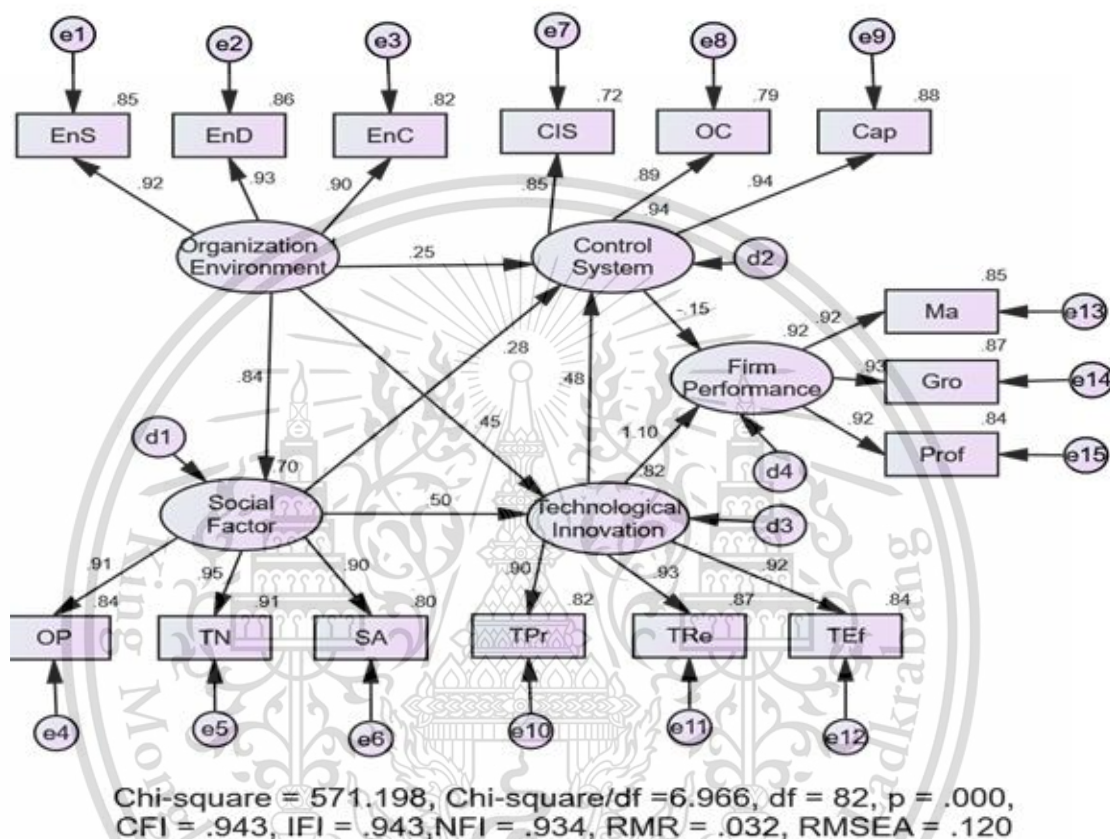 e1 e2 e3 e7 e8 e9
.85 .86 .82 .72 .79 .88
EnS EnD EnC CIS OC Cap
.92 .93 .90 .85 .89 .94
.94
Organization
Environment
.25
Control
System
d2
.85
Ma
e13
-.15
.92 .92
.87
Firm
Performance
.93
Gro
e14
.28
.48
.84
.45
.92
.84
Prof
e15
1.10
d1
.82
d4
.70
Social
Factor
.50
Technological
Innovation
d3
.91 .95 .90 .90 .93 .92
.84 .91 .80 .82 .87 .84
OP TN SA TPr TRe TEf
e4 e5 e6 e10 e11 e12
King Mon
adkrabang
Chi-square = 571.198, Chi-square/df =6.966, df = 82, p = .000,
CFI = .943, IFI = .943,NFI = .934, RMR = .032, RMSEA = .120